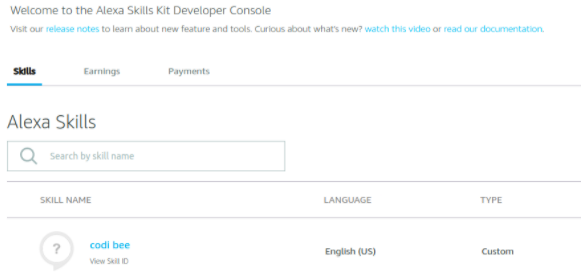 Welcome to the Alexa Skills Kit Developer Console
Visit our release notes to learn about new feature and tools. Curious about what's new? watch this video or read our documentation.
Skills Earnings Payments
Alexa Skills
Search by skill name
SKILL NAME LANGUAGE TYPE
? codi bee English (US) Custom
View Skill ID